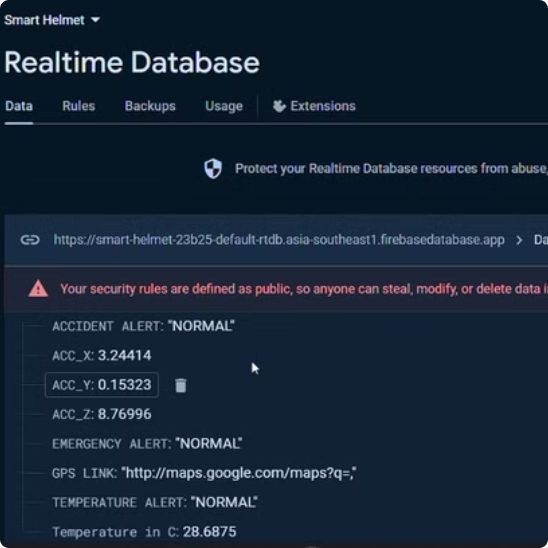 Smart Helmet
Realtime Database
Data Rules Backups Usage Extensions
Protect your Realtime Database resources from abuse,
https://smart-helmet-23b25-default-rtdb.asia-southeast1.firebasedatabase.app > Da
Your security rules are defined as public, so anyone can steal, modify, or delete data i
ACCIDENT ALERT: "NORMAL"
ACC_X: 3.24414
ACC_Y: 0.15323
ACC_Z: 8.76996
EMERGENCY ALERT: "NORMAL"
GPS LINK: "http://maps.google.com/maps?q=,"
TEMPERATURE ALERT: "NORMAL"
Temperature in C: 28.6875